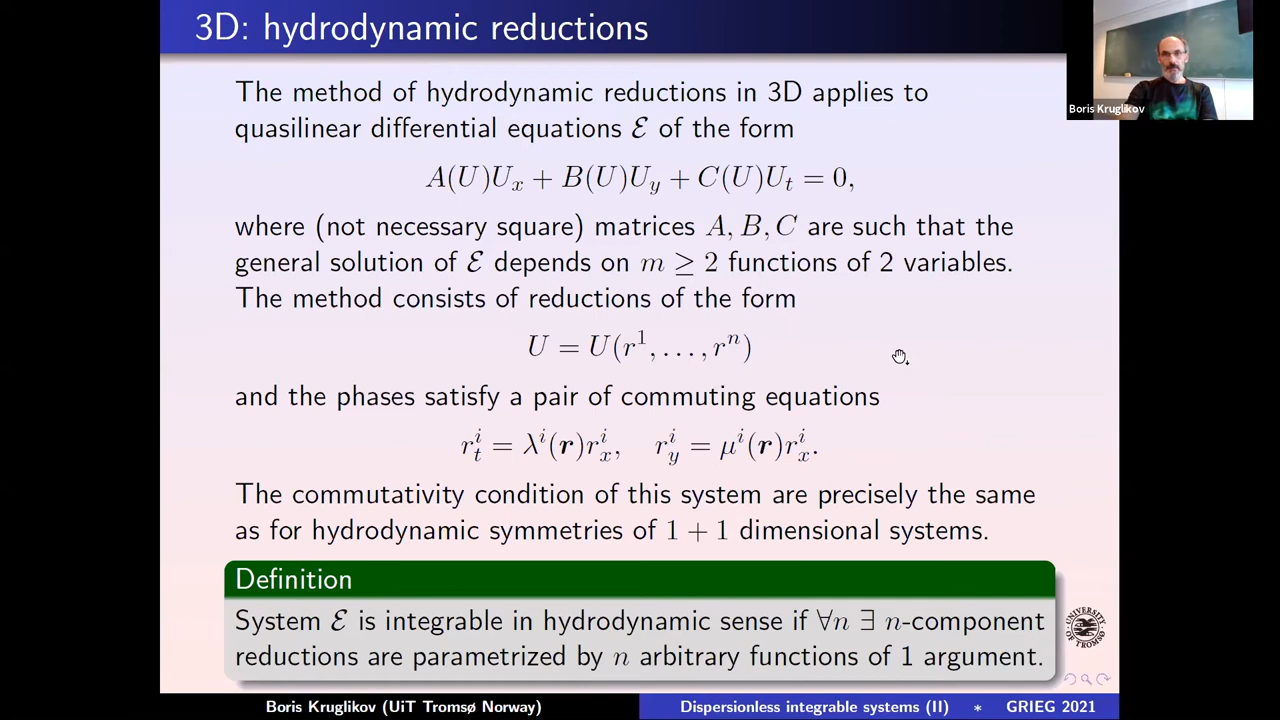 3D: hydrodynamic reductions
Boris Kruglikov
The method of hydrodynamic reductions in 3D applies to
quasilinear differential equations ℰ of the form
A(U)U_x + B(U)U_y + C(U)U_t = 0,
where (not necessary square) matrices A, B, C are such that the
general solution of ℰ depends on m ≥ 2 functions of 2 variables.
The method consists of reductions of the form
U = U(r^1, . . . , r^n)
and the phases satisfy a pair of commuting equations
r^i_t = λ^i(r)r^i_x, r^i_y = μ^i(r)r^i_x.
The commutativity condition of this system are precisely the same
as for hydrodynamic symmetries of 1 + 1 dimensional systems.
Definition
System ℰ is integrable in hydrodynamic sense if ∀n ∃ n-component
reductions are parametrized by n arbitrary functions of 1 argument.
UNIVERSITY OF TROMSØ
Boris Kruglikov (UiT Tromsø Norway)
Dispersionless integrable systems (II) * GRIEG 2021